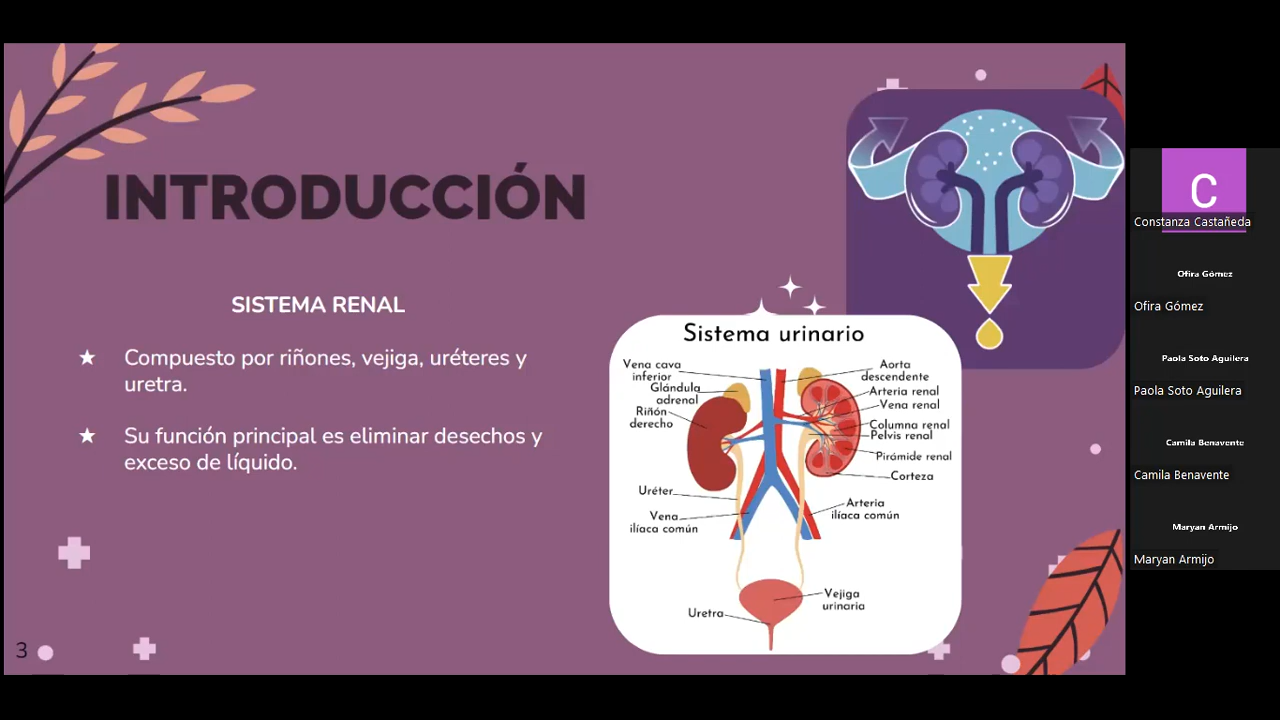 INTRODUCCIÓN
SISTEMA RENAL
★ Compuesto por riñones, vejiga, uréteres y
uretra.
★ Su función principal es eliminar desechos y
exceso de líquido.
3
Sistema urinario
Vena cava
inferior
Glándula
adrenal
Riñón
derecho
Uréter
Vena
ilíaca común
Uretra
Aorta
descendente
Arteria renal
Vena renal
Columna renal
Pelvis renal
Pirámide renal
Corteza
Arteria
ilíaca común
Vejiga
urinaria
C
Constanza Castañeda
Ofira Gómez
Ofira Gómez
Paola Soto Aguilera
Paola Soto Aguilera
Camila Benavente
Camila Benavente
Maryan Armijo
Maryan Armijo